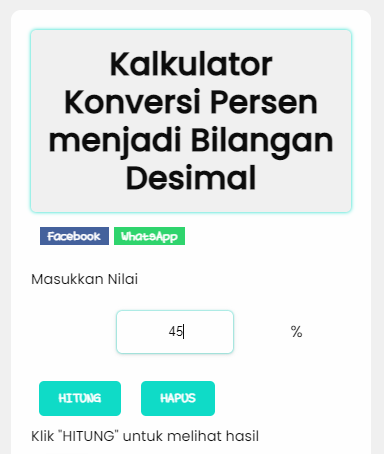 Kalkulator
Konversi Persen
menjadi Bilangan
Desimal
Facebook WhatsApp
Masukkan Nilai
45 %
HITUNG HAPUS
Klik "HITUNG" untuk melihat hasil